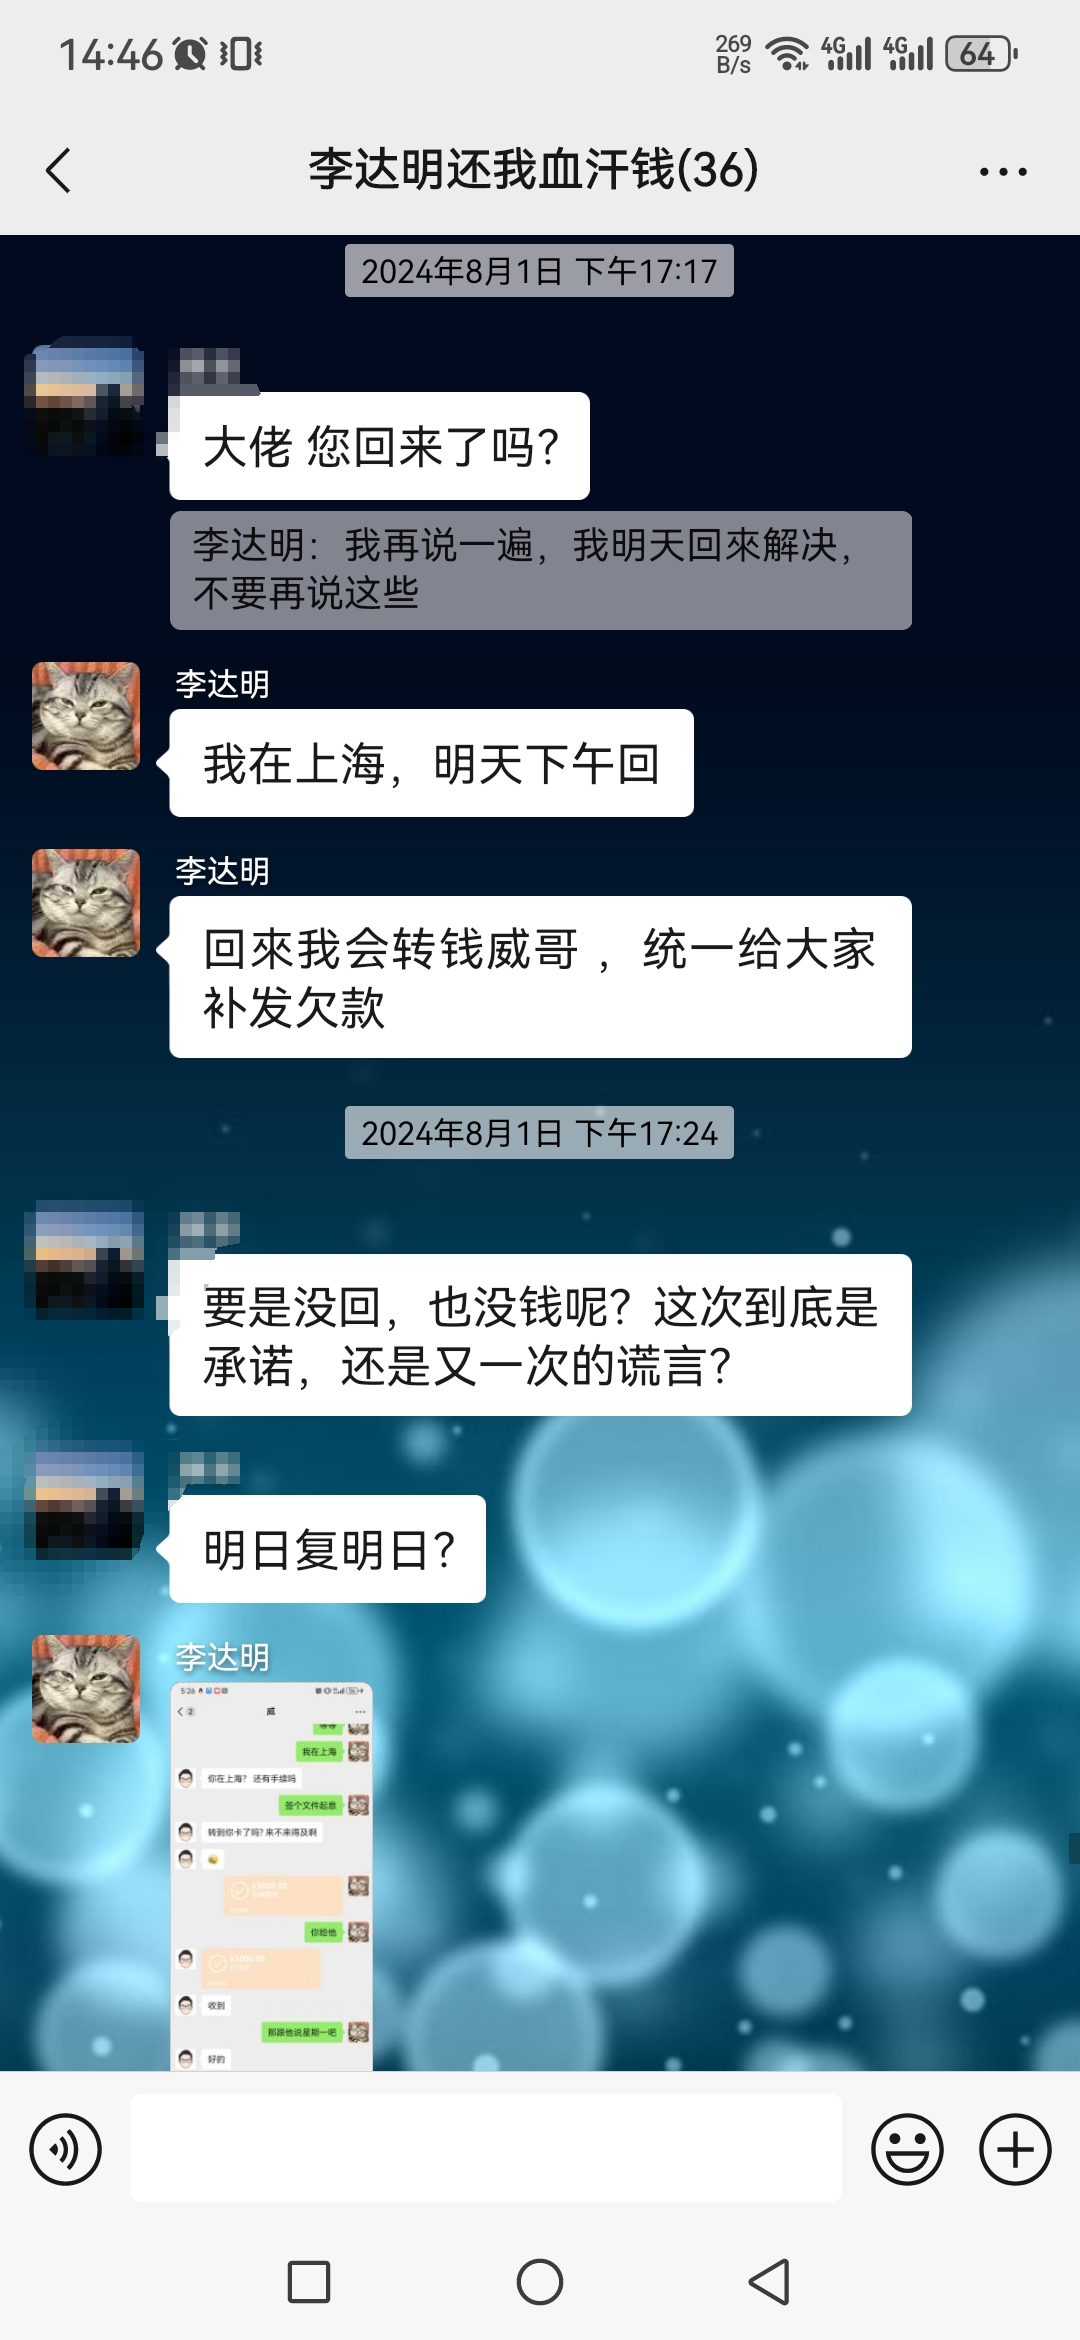 14:46
269
B/s
4G
4G
64
李达明还我血汗钱(36)
2024年8月1日 下午17:17
大佬 您回来了吗?
李达明：我再说一遍，我明天回來解决，
不要再说这些
李达明
我在上海，明天下午回
李达明
回來我会转钱威哥 ，统一给大家
补发欠款
2024年8月1日 下午17:24
要是没回，也没钱呢？这次到底是
承诺，还是又一次的谎言？
明日复明日？
李达明
5:26
2
威
我在上海
你在上海？ 还有手续吗
签个文件起息
转到你卡了吗? 来不来得及啊
你给他
收到
那跟他说星期一吧
好的